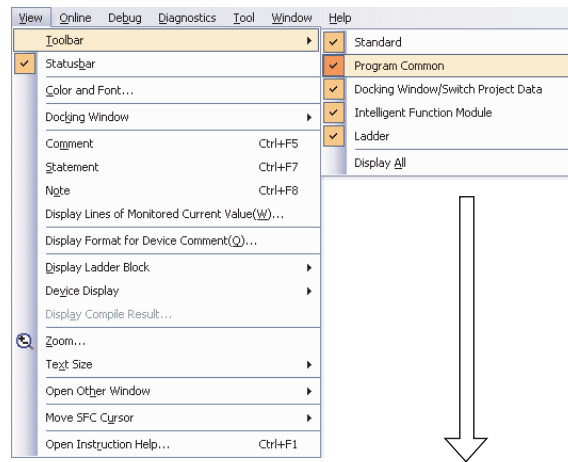 View Online Debug Diagnostics Tool Window Help
Toolbar
Statusbar
Color and Font...
Docking Window
Comment Ctrl+F5
Statement Ctrl+F7
Note Ctrl+F8
Display Lines of Monitored Current Value(W)...
Display Format for Device Comment(O)...
Display Ladder Block
Device Display
Display Compile Result...
Zoom...
Text Size
Open Other Window
Move SFC Cursor
Open Instruction Help... Ctrl+F1
Standard
Program Common
Docking Window/Switch Project Data
Intelligent Function Module
Ladder
Display All